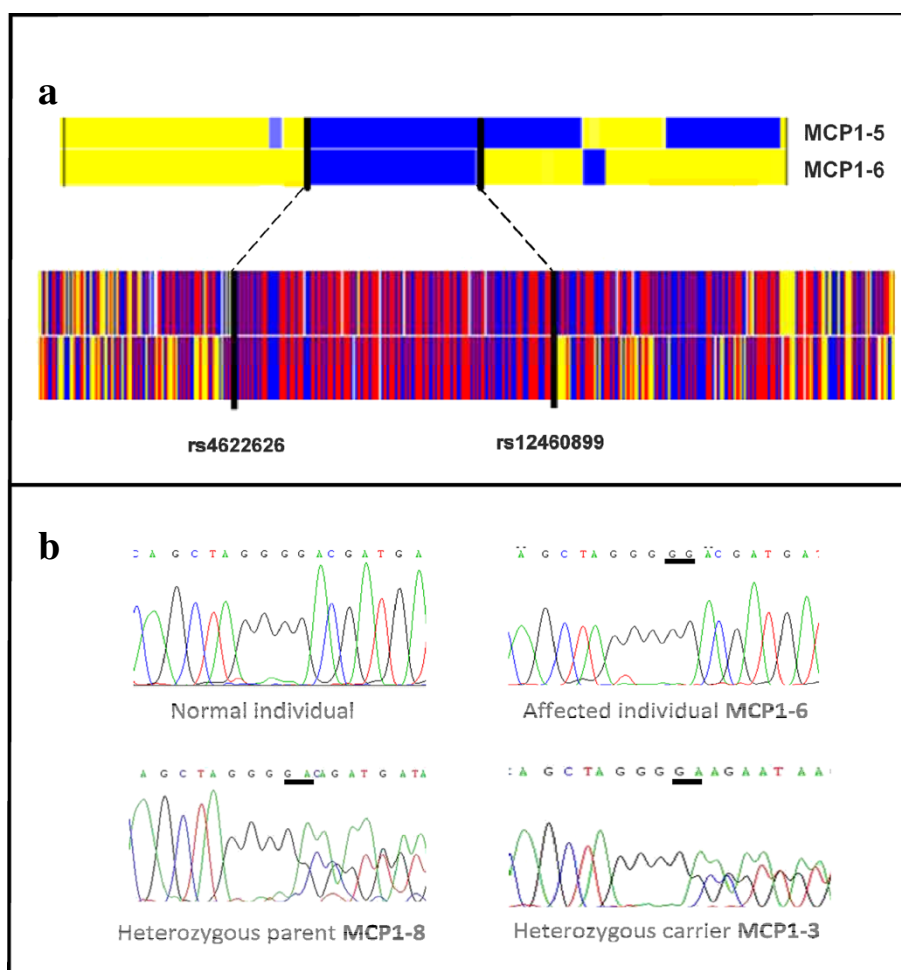 a
MCP1-5
MCP1-6
rs4622626
rs12460899
b
C A G C T A G G G G A C G A T G A
A G C T A G G G G G A C G A T G A T
Normal individual
Affected individual MCP1-6
A G C T A G G G G A C A G A T G A T A
A G C T A G G G G A A G A A T A A
Heterozygous parent MCP1-8
Heterozygous carrier MCP1-3